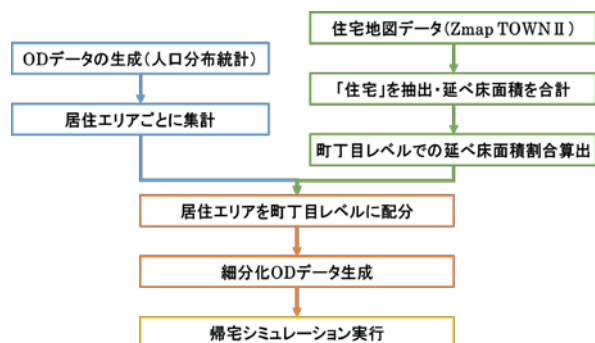 住宅地図データ(Zmap TOWNⅡ)
ODデータの生成(人口分布統計)
「住宅」を抽出・延べ床面積を合計
居住エリアごとに集計
町丁目レベルでの延べ床面積割合算出
居住エリアを町丁目レベルに配分
細分化ODデータ生成
帰宅シミュレーション実行